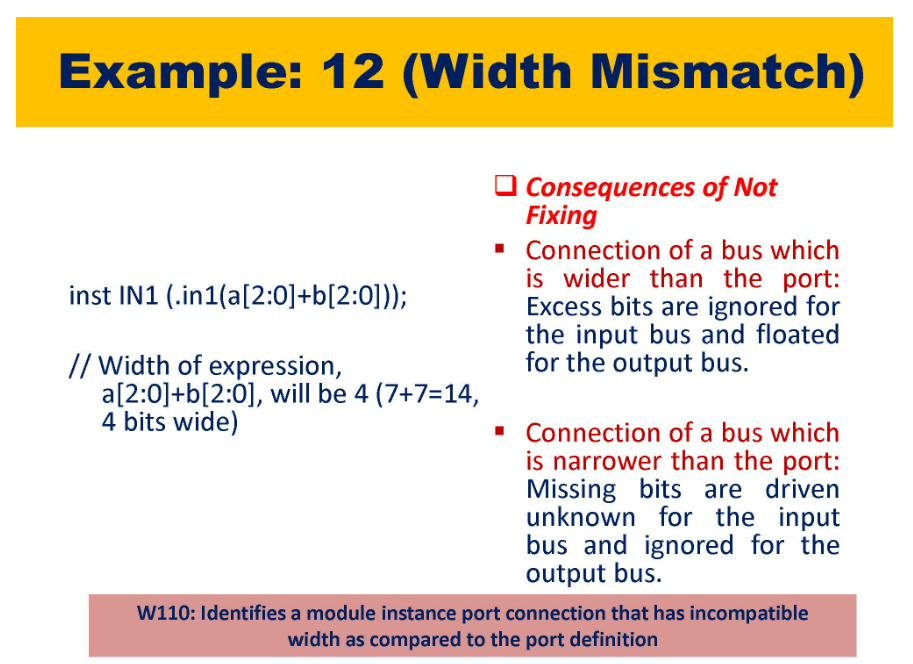 Example: 12 (Width Mismatch)
inst IN1 (.in1(a[2:0]+b[2:0]));
// Width of expression,
a[2:0]+b[2:0], will be 4 (7+7=14,
4 bits wide)
Consequences of Not
Fixing
Connection of a bus which
is wider than the port:
Excess bits are ignored for
the input bus and floated
for the output bus.
Connection of a bus which
is narrower than the port:
Missing bits are driven
unknown for the input
bus and ignored for the
output bus.
W110: Identifies a module instance port connection that has incompatible
width as compared to the port definition